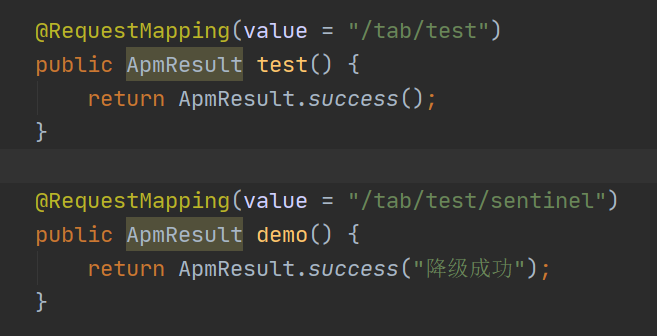 @RequestMapping(value = "/tab/test")
public ApmResult test() {
    return ApmResult.success();
}
@RequestMapping(value = "/tab/test/sentinel")
public ApmResult demo() {
    return ApmResult.success("降级成功");
}